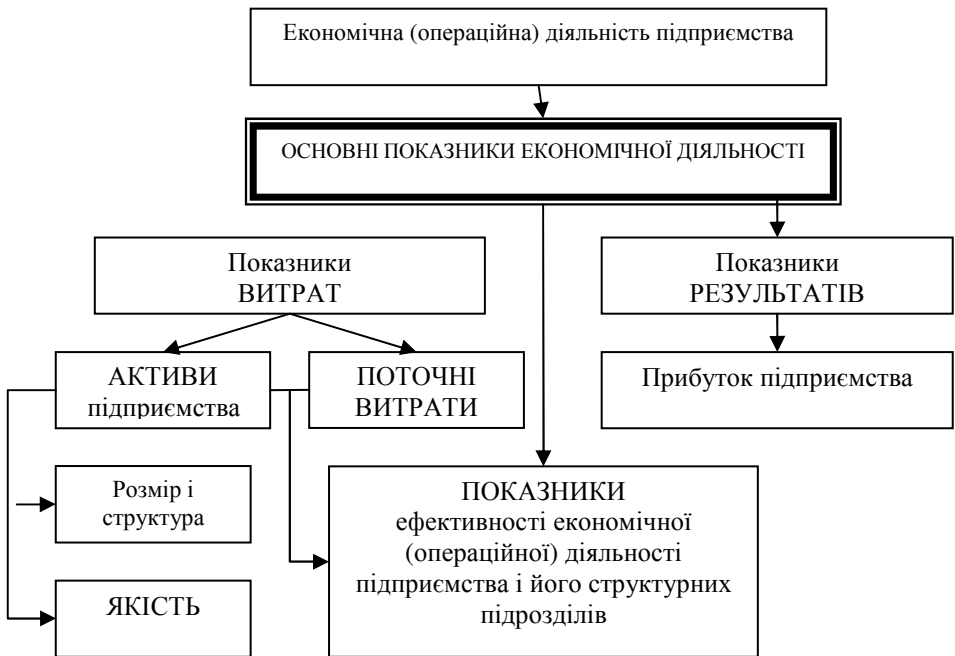 Економічна (операційна) діяльність підприємства
ОСНОВНІ ПОКАЗНИКИ ЕКОНОМІЧНОЇ ДІЯЛЬНОСТІ
Показники
ВИТРАТ
Показники
РЕЗУЛЬТАТІВ
АКТИВИ
підприємства
ПОТОЧНІ
ВИТРАТИ
Прибуток підприємства
Розмір і
структура
ПОКАЗНИКИ
ефективності економічної
(операційної) діяльності
підприємства і його структурних
підрозділів
ЯКІСТЬ